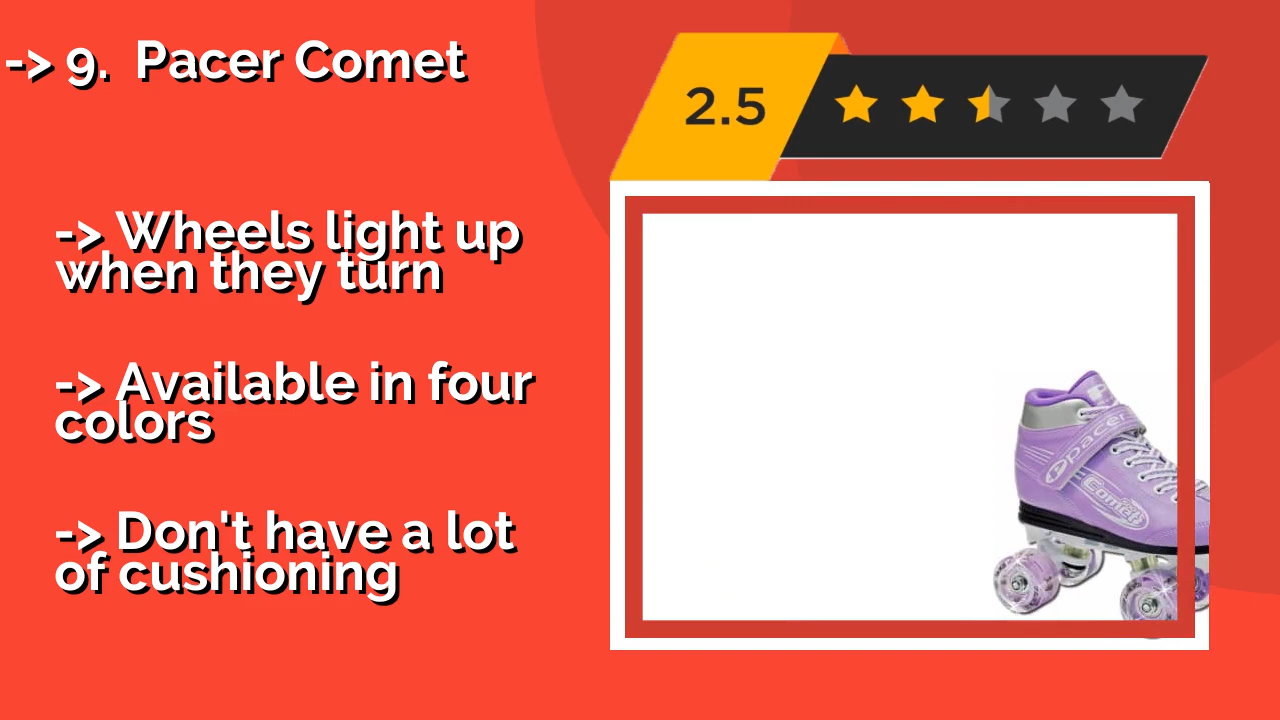 -> 9.  Pacer Comet
2.5
-> Wheels light up
when they turn
-> Available in four
colors
-> Don't have a lot
of cushioning
Pacer
Comet